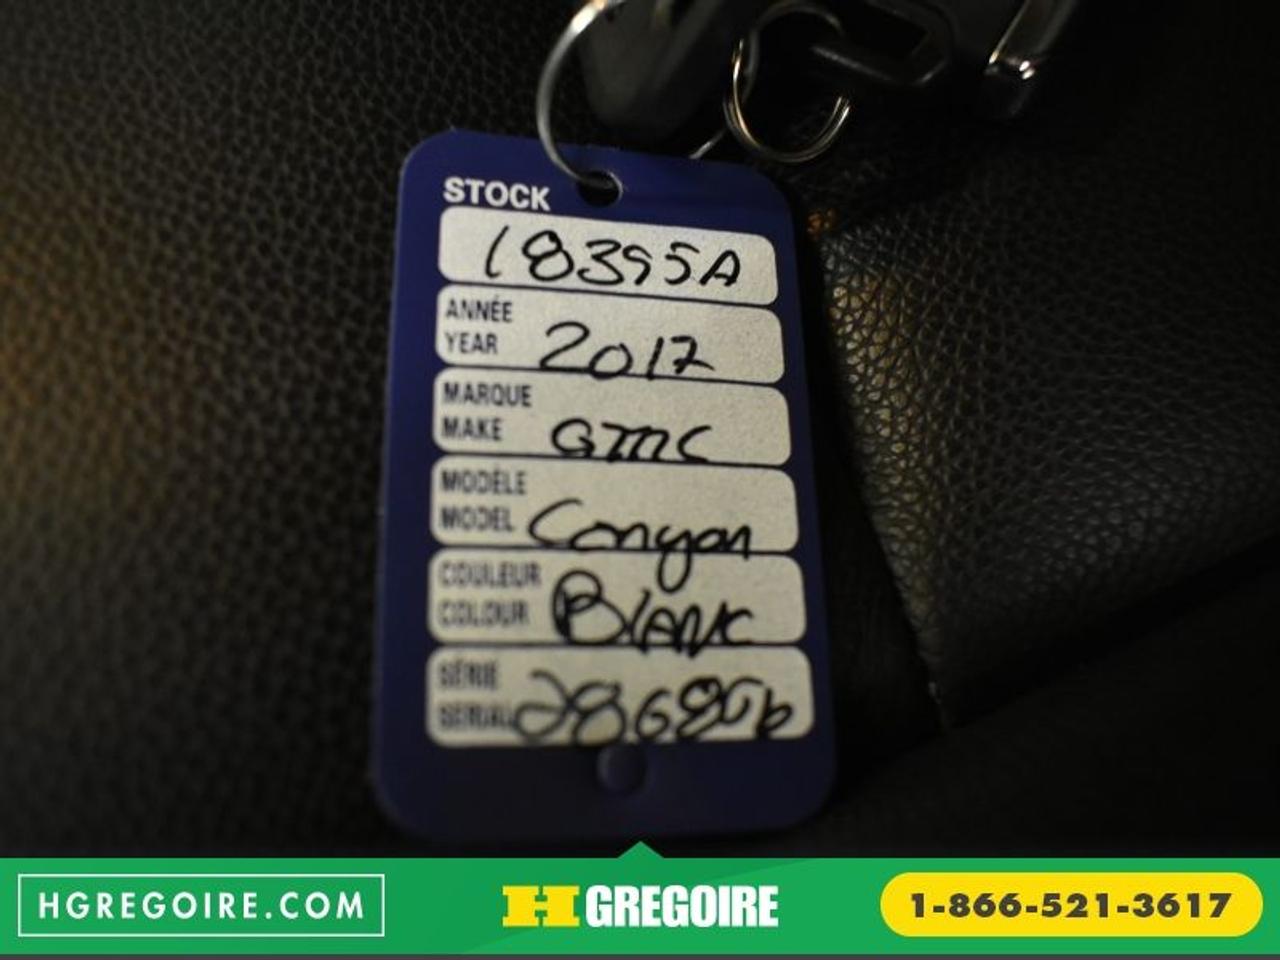 STOCK
18395A
ANNÉE
YEAR 2017
MARQUE
MAKE GMC
MODÈLE
MODEL Canyon
COULEUR
COLOUR BLANC
SÉRIE
SERIAL
HGREGOIRE.COM
H GREGOIRE
1-866-521-3617